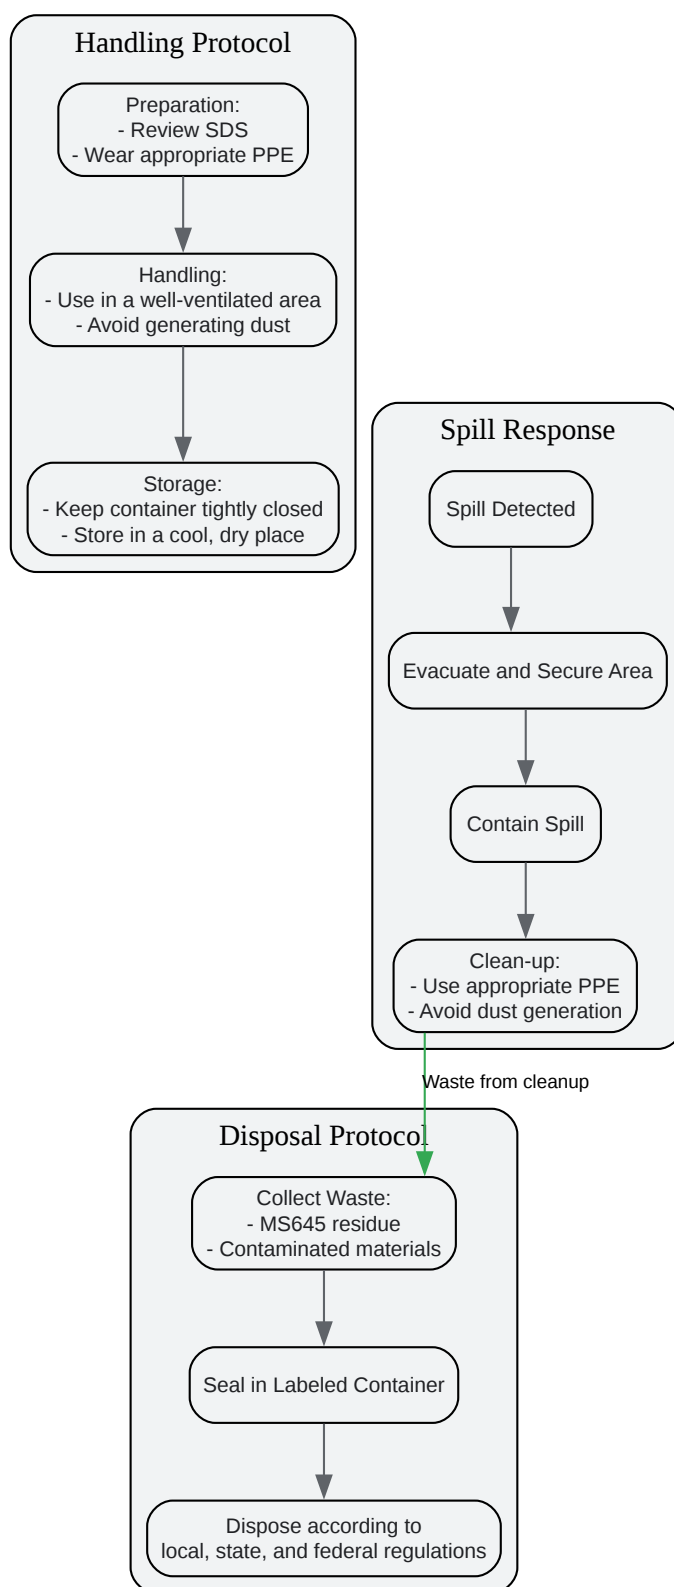 Handling Protocol
Preparation:
- Review SDS
- Wear appropriate PPE
Handling:
- Use in a well-ventilated area
- Avoid generating dust
Storage:
- Keep container tightly closed
- Store in a cool, dry place
Spill Response
Spill Detected
Evacuate and Secure Area
Contain Spill
Clean-up:
- Use appropriate PPE
- Avoid dust generation
Waste from cleanup
Disposal Protocol
Collect Waste:
- MS645 residue
- Contaminated materials
Seal in Labeled Container
Dispose according to
local, state, and federal regulations